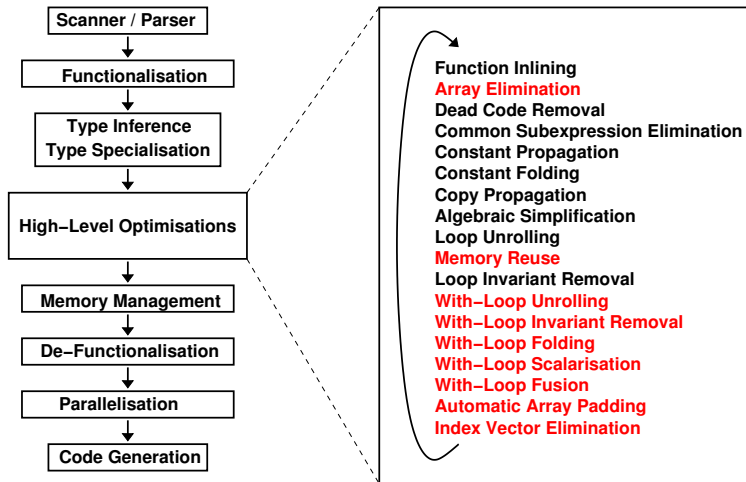 Scanner / Parser
Functionalisation
Type Inference
Type Specialisation
High–Level Optimisations
Memory Management
De–Functionalisation
Parallelisation
Code Generation
Function Inlining
Array Elimination
Dead Code Removal
Common Subexpression Elimination
Constant Propagation
Constant Folding
Copy Propagation
Algebraic Simplification
Loop Unrolling
Memory Reuse
Loop Invariant Removal
With–Loop Unrolling
With–Loop Invariant Removal
With–Loop Folding
With–Loop Scalarisation
With–Loop Fusion
Automatic Array Padding
Index Vector Elimination